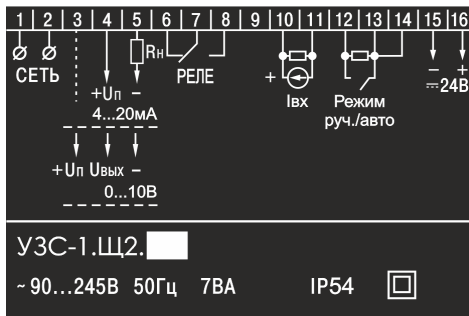 1 2 3 4 5 6 7 8 9 10 11 12 13 14 15 16
Rн
СЕТЬ РЕЛЕ + Iвх Режим руч./авто − + ⎓24В
+Uп −
4...20мА
+Uп Uвых −
0...10В
УЗС-1.Щ2.
~90...245В 50Гц 7ВА IP54